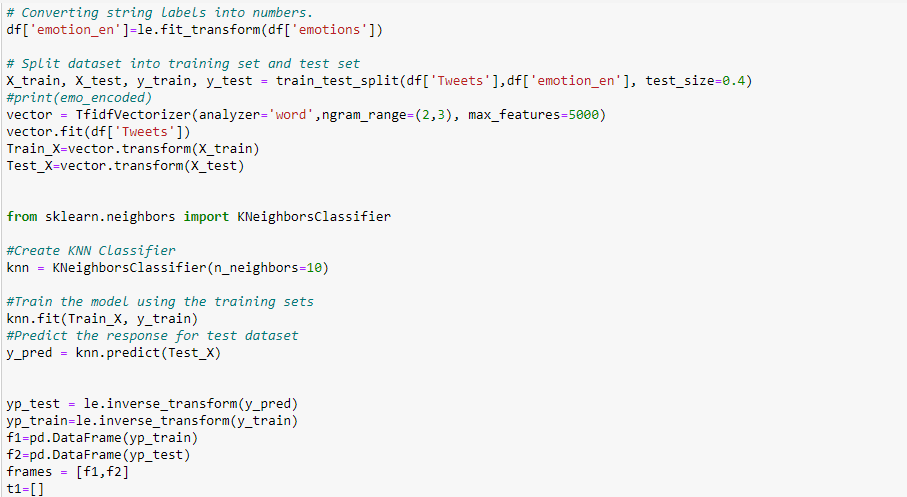 # Converting string labels into numbers.
df['emotion_en']=le.fit_transform(df['emotions'])
# Split dataset into training set and test set
X_train, X_test, y_train, y_test = train_test_split(df['Tweets'],df['emotion_en'], test_size=0.4)
#print(emo_encoded)
vector = TfidfVectorizer(analyzer='word',ngram_range=(2,3), max_features=5000)
vector.fit(df['Tweets'])
Train_X=vector.transform(X_train)
Test_X=vector.transform(X_test)
from sklearn.neighbors import KNeighborsClassifier
#Create KNN Classifier
knn = KNeighborsClassifier(n_neighbors=10)
#Train the model using the training sets
knn.fit(Train_X, y_train)
#Predict the response for test dataset
y_pred = knn.predict(Test_X)
yp_test = le.inverse_transform(y_pred)
yp_train=le.inverse_transform(y_train)
f1=pd.DataFrame(yp_train)
f2=pd.DataFrame(yp_test)
frames = [f1,f2]
t1=[]